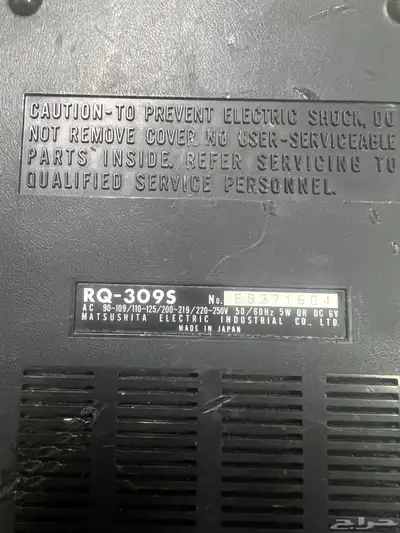 CAUTION-TO PREVENT ELECTRIC SHOCK, DO
NOT REMOVE COVER. NO USER-SERVICEABLE
PARTS INSIDE. REFER SERVICING TO
QUALIFIED SERVICE PERSONNEL.
RQ-309S No. EB371604
AC 90-109/110-125/200-219/220-250V 50/60Hz 5W OR DC 6V
MATSUSHITA ELECTRIC INDUSTRIAL CO., LTD.
MADE IN JAPAN
حراج